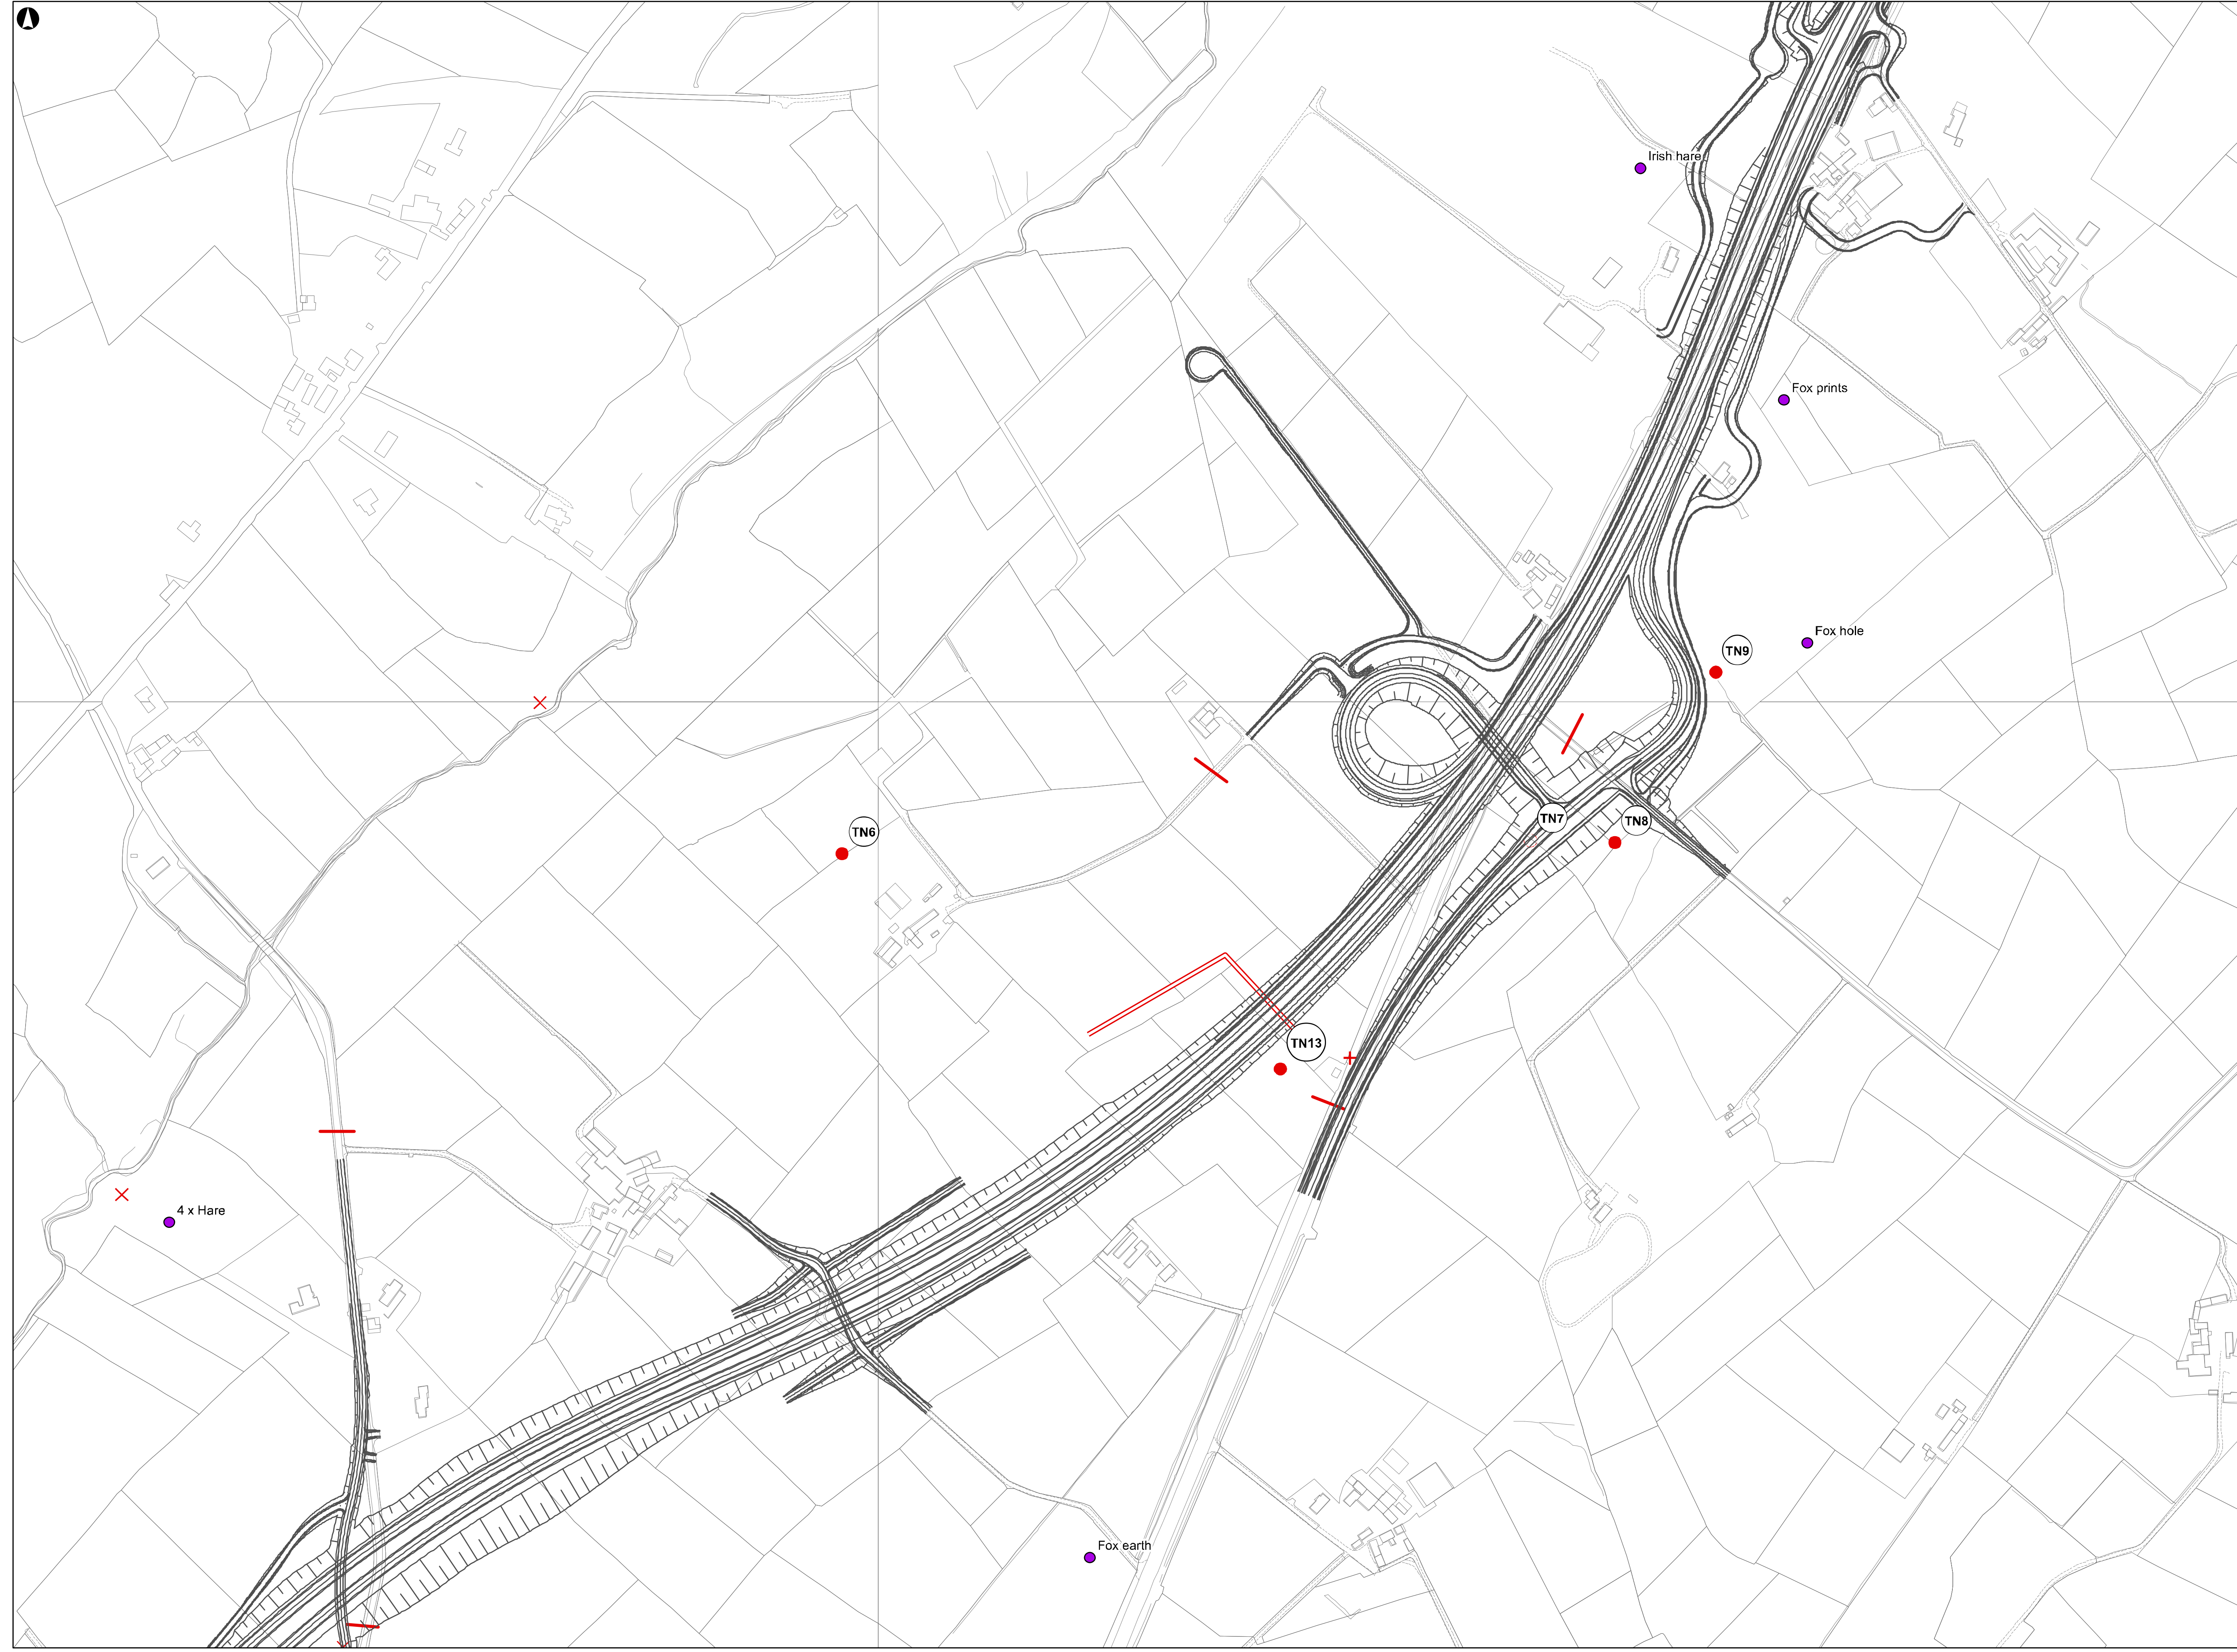 Irish hare
Fox prints
Fox hole
TN9
TN7
TN8
TN6
TN13
4 x Hare
Fox earth